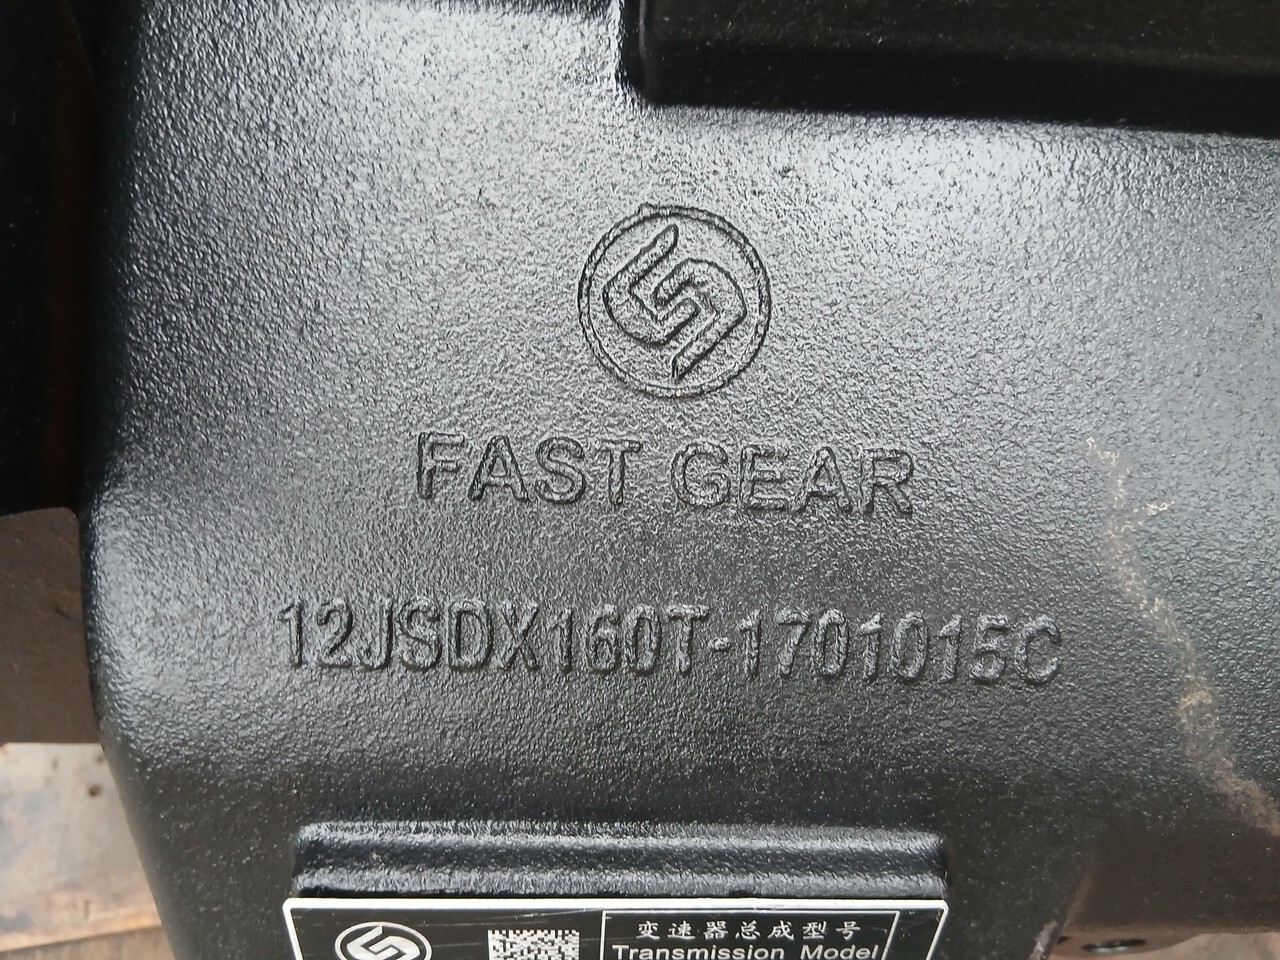 FAST GEAR
12JSDX160T-1701015C
变速器总成型号
Transmission Model